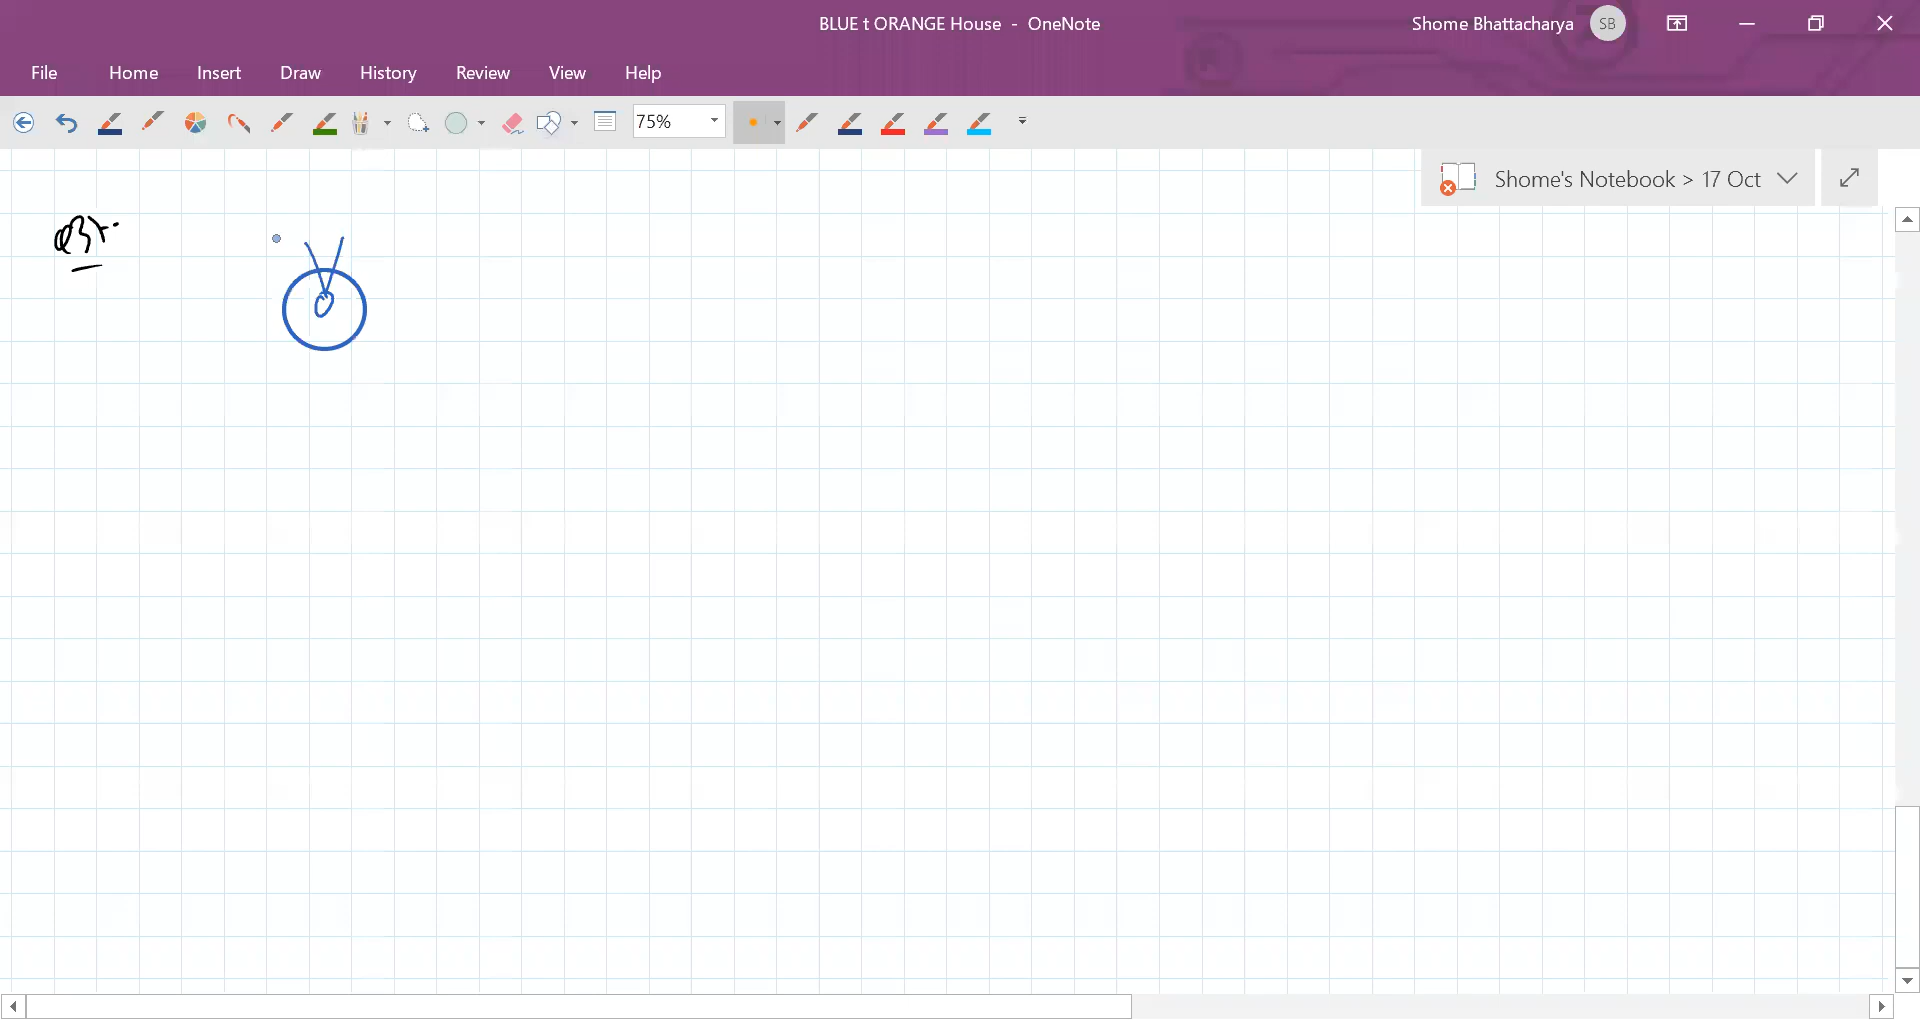 BLUE t ORANGE House - OneNote
Shome Bhattacharya SB
File Home Insert Draw History Review View Help
75%
Shome's Notebook > 17 Oct
0